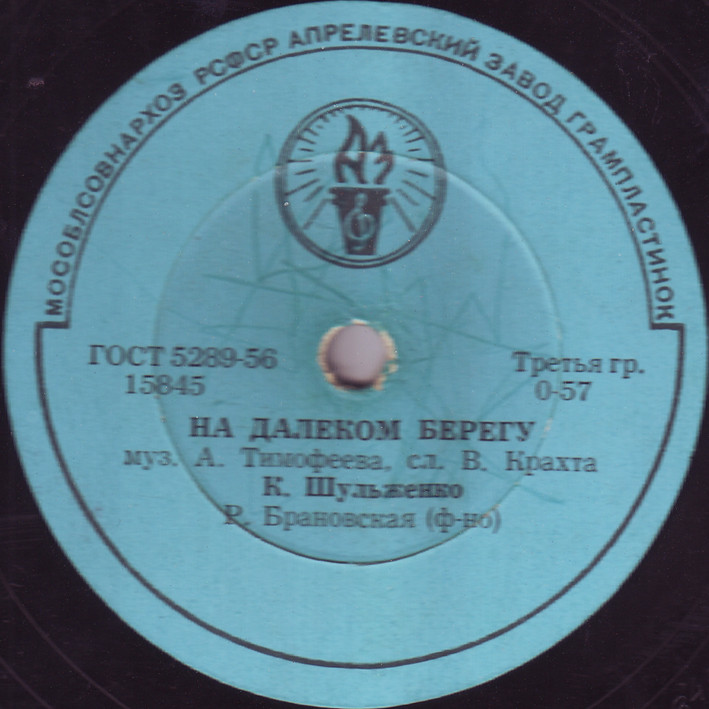 МОСОБЛСОВНАРХОЗ РСФСР АПРЕЛЕВСКИЙ ЗАВОД ГРАМПЛАСТИНОК
АЗ
ГОСТ 5289-56
Третья гр.
15845
0-57
НА ДАЛЕКОМ БЕРЕГУ
муз. А. Тимофеева, сл. В. Крахта
К. Шульженко
Р. Брановская (ф-но)